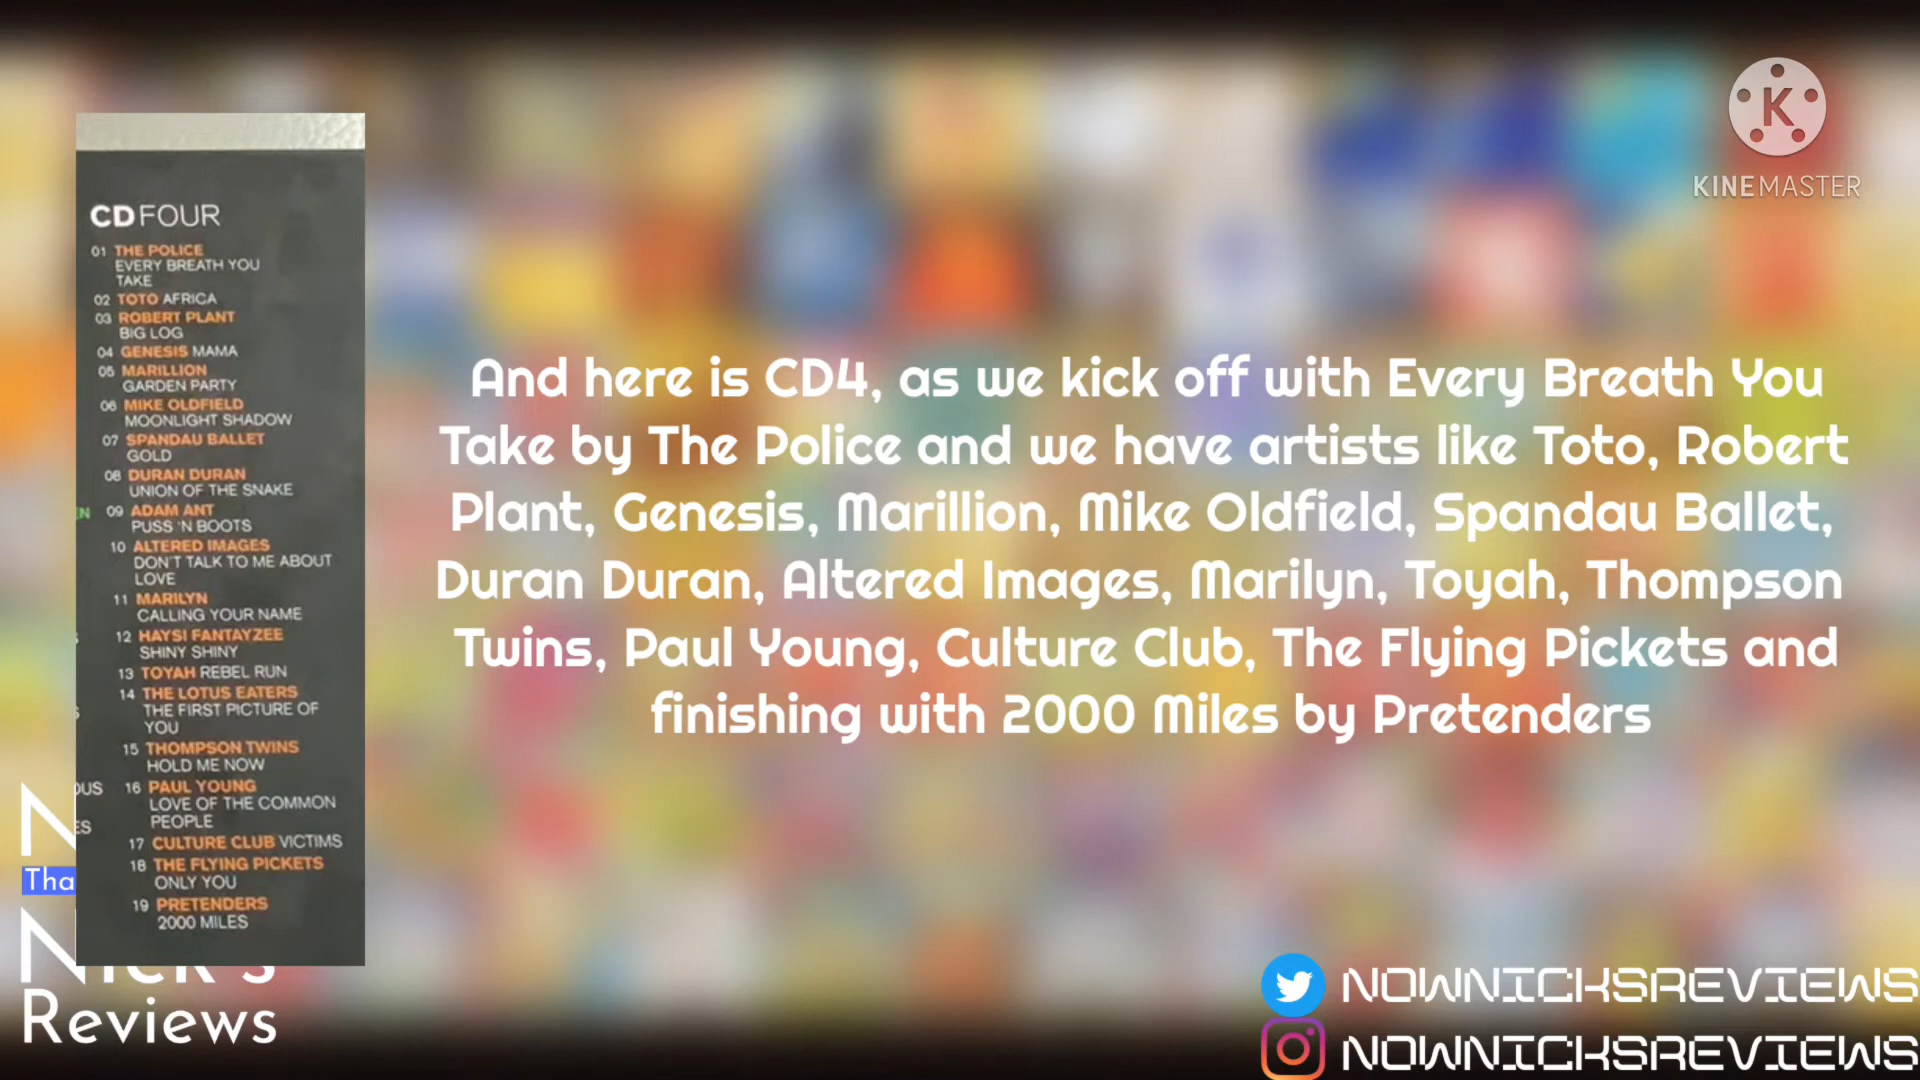 KINEMASTER
CD FOUR
01 THE POLICE
EVERY BREATH YOU
TAKE
02 TOTO AFRICA
03 ROBERT PLANT
BIG LOG
04 GENESIS MAMA
05 MARILLION
GARDEN PARTY
06 MIKE OLDFIELD
MOONLIGHT SHADOW
07 SPANDAU BALLET
GOLD
08 DURAN DURAN
UNION OF THE SNAKE
09 ADAM ANT
PUSS 'N BOOTS
10 ALTERED IMAGES
DON'T TALK TO ME ABOUT
LOVE
11 MARILYN
CALLING YOUR NAME
12 HAYSI FANTAYZEE
SHINY SHINY
13 TOYAH REBEL RUN
14 THE LOTUS EATERS
THE FIRST PICTURE OF
YOU
15 THOMPSON TWINS
HOLD ME NOW
16 PAUL YOUNG
LOVE OF THE COMMON
PEOPLE
17 CULTURE CLUB VICTIMS
18 THE FLYING PICKETS
ONLY YOU
19 PRETENDERS
2000 MILES
And here is CD4, as we kick off with Every Breath You
Take by The Police and we have artists like Toto, Robert
Plant, Genesis, Marillion, Mike Oldfield, Spandau Ballet,
Duran Duran, Altered Images, Marilyn, Toyah, Thompson
Twins, Paul Young, Culture Club, The Flying Pickets and
finishing with 2000 Miles by Pretenders
Tha
Nick's
Reviews
NOWNICKSREVIEWS
NOWNICKSREVIEWS